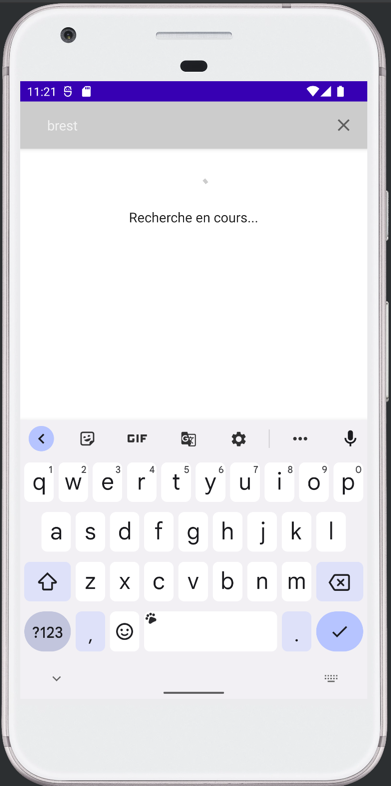 11:21
brest
Recherche en cours...
GIF
1 2 3 4 5 6 7 8 9 0
q w e r t y u i o p
a s d f g h j k l
z x c v b n m
?123 , .